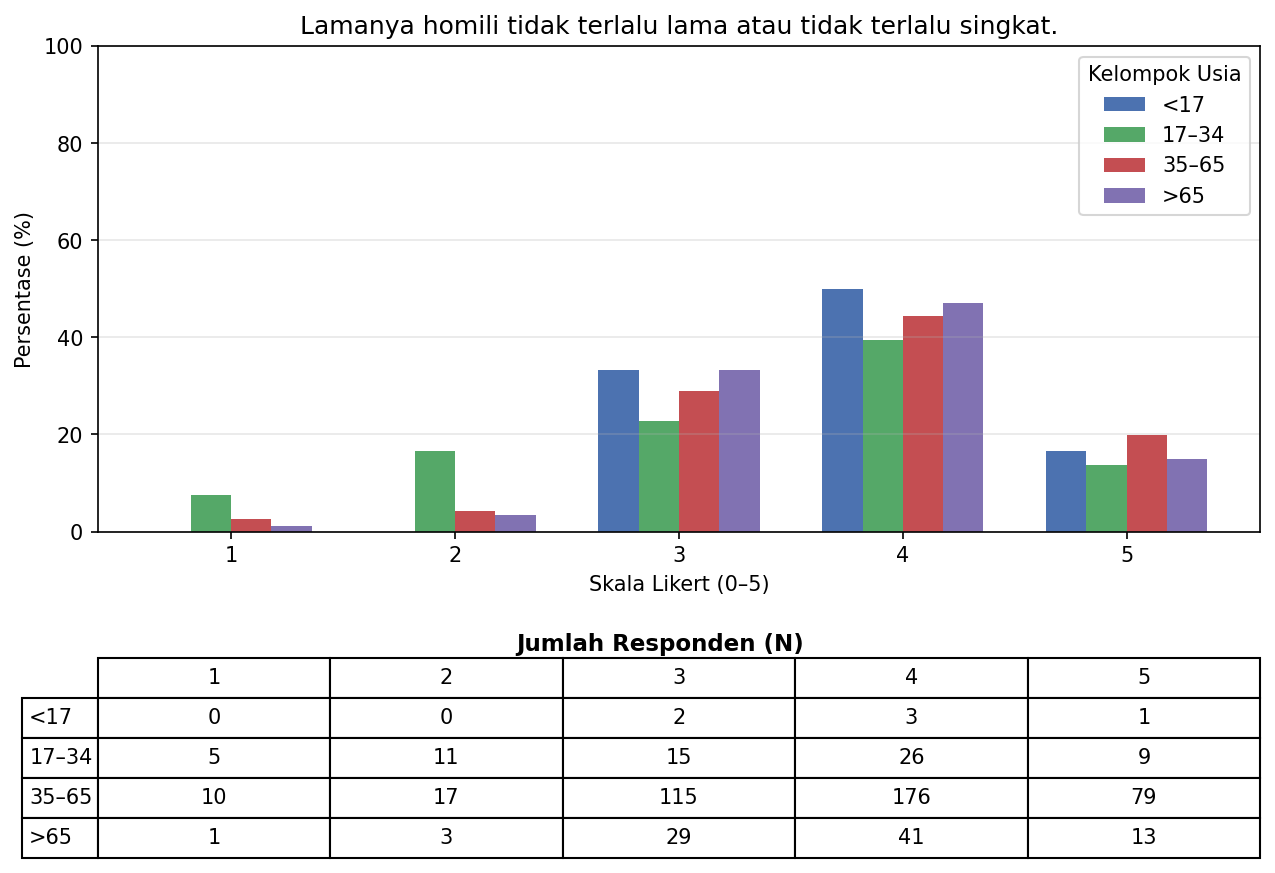 Lamanya homili tidak terlalu lama atau tidak terlalu singkat.
100
80
60
40
20
0
Persentase (%)
Kelompok Usia
<17
17–34
35–65
>65
1 2 3 4 5
Skala Likert (0–5)
Jumlah Responden (N)
1 2 3 4 5
<17 0 0 2 3 1
17–34 5 11 15 26 9
35–65 10 17 115 176 79
>65 1 3 29 41 13